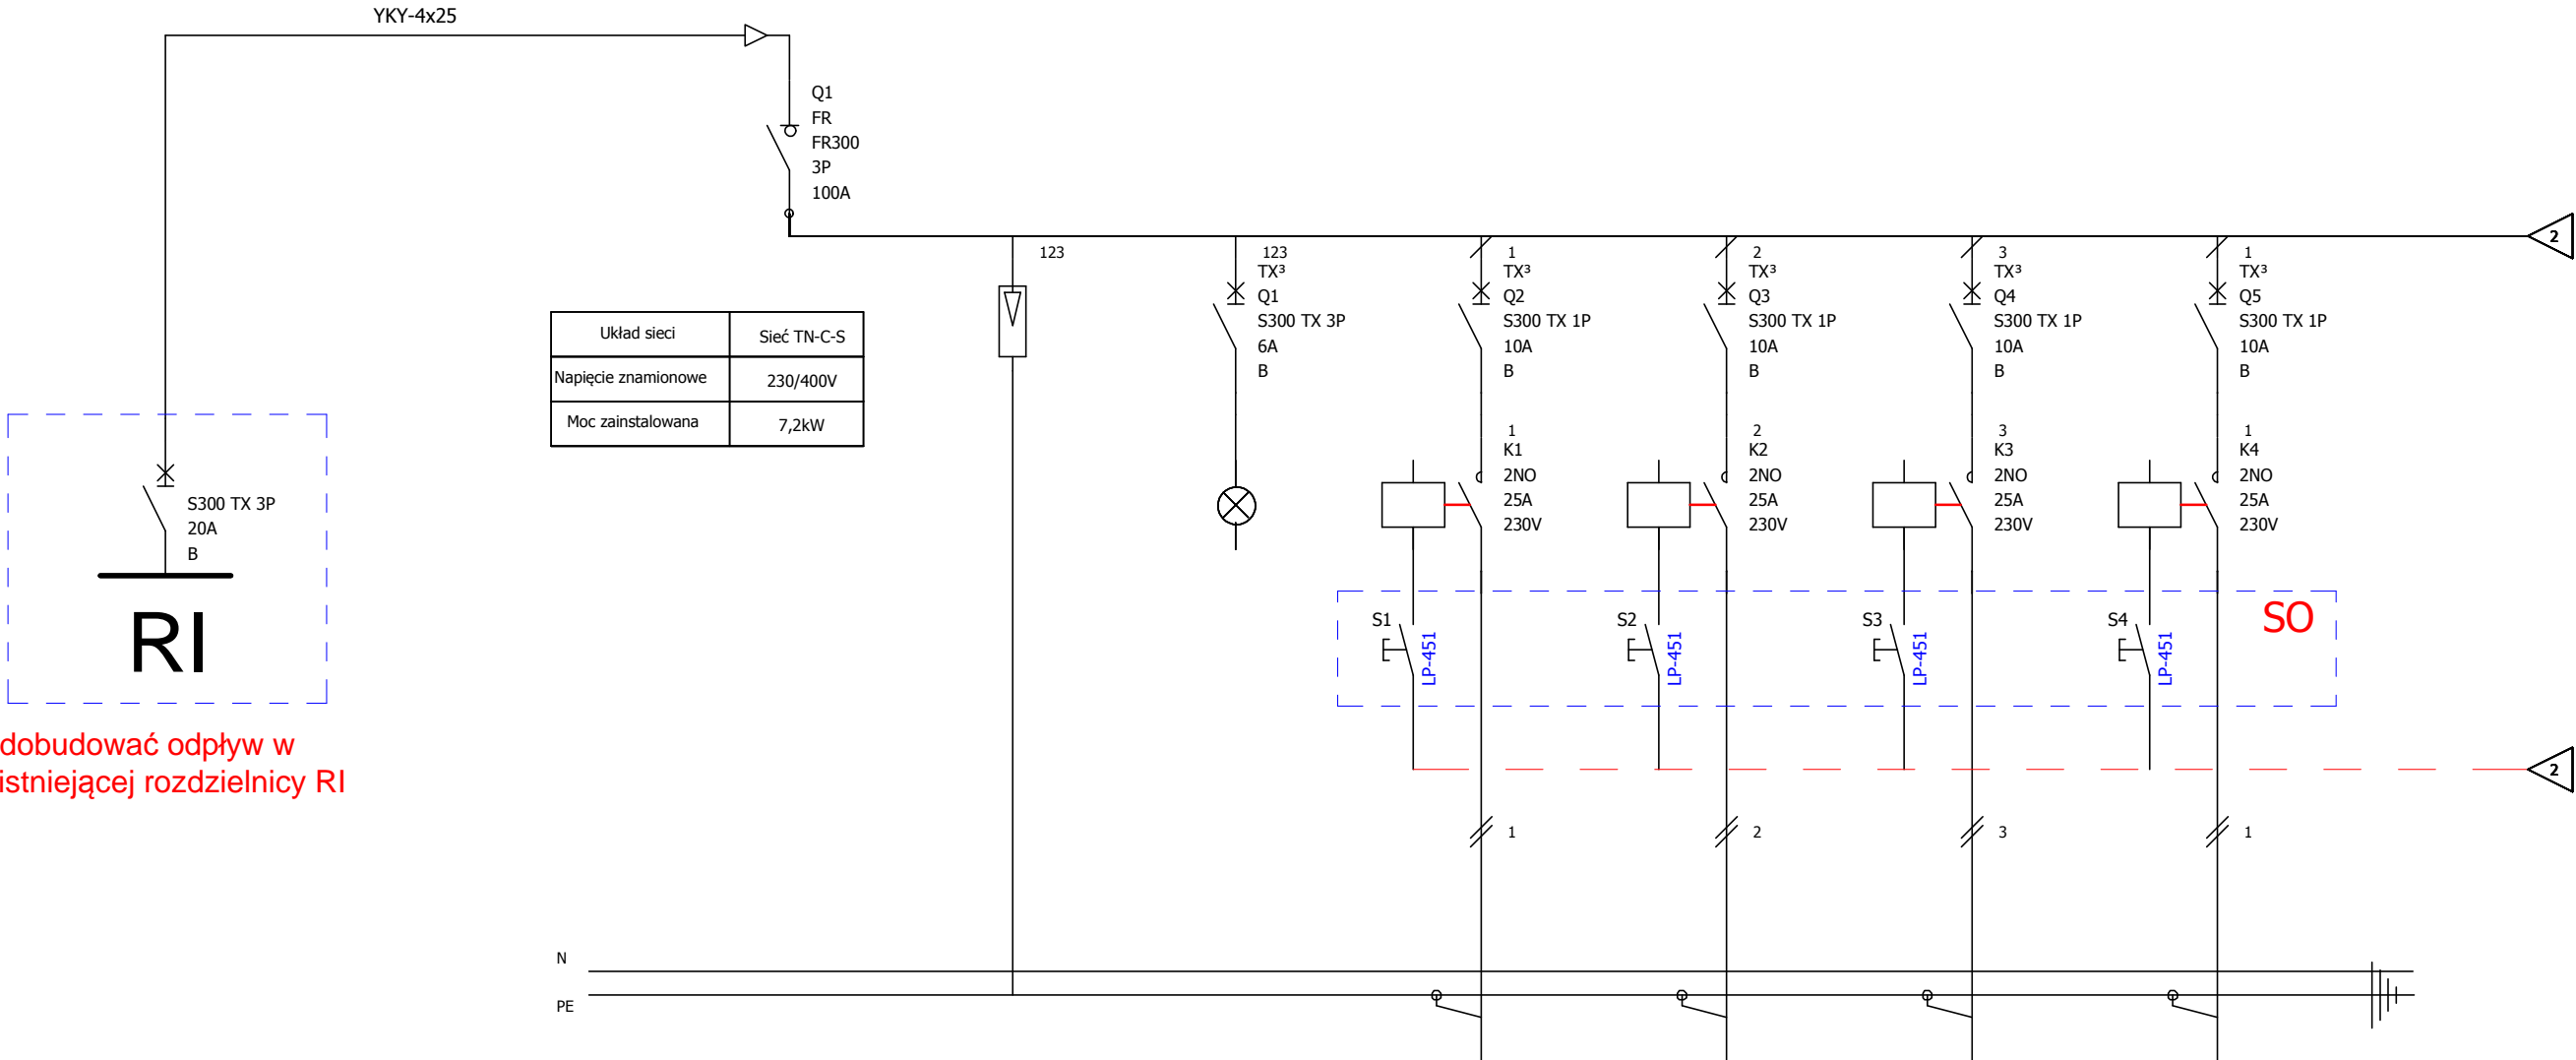 YKY-4x25
Q1
FR
FR300
3P
100A
2
123
123
TX³
Q1
S300 TX 3P
6A
B
1
TX³
Q2
S300 TX 1P
10A
B
2
TX³
Q3
S300 TX 1P
10A
B
3
TX³
Q4
S300 TX 1P
10A
B
1
TX³
Q5
S300 TX 1P
10A
B
Układ sieci Sieć TN-C-S
Napięcie znamionowe 230/400V
Moc zainstalowana 7,2kW
1
K1
2NO
25A
230V
2
K2
2NO
25A
230V
3
K3
2NO
25A
230V
1
K4
2NO
25A
230V
S300 TX 3P
20A
B
RI
dobudować odpływ w
istniejącej rozdzielnicy RI
S1
LP-451
S2
LP-451
S3
LP-451
S4
LP-451
SO
2
1
2
3
1
N
PE